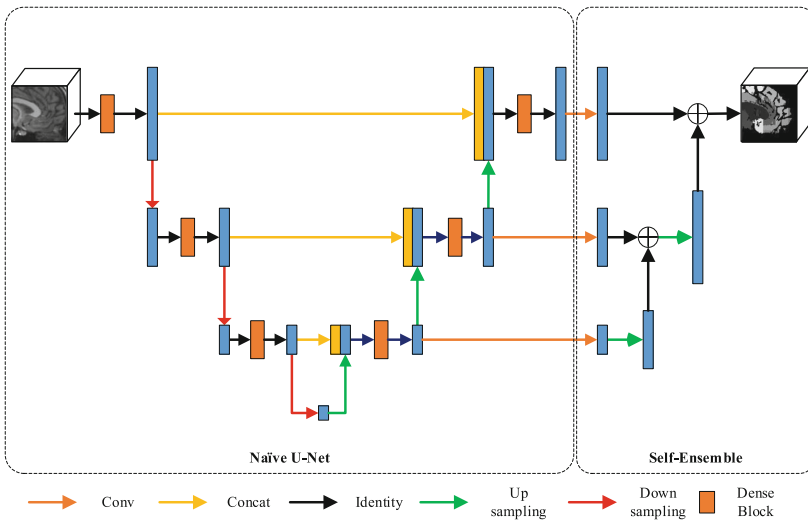 Naïve U-Net
Self-Ensemble
Conv
Concat
Identity
Up
sampling
Down
sampling
Dense
Block